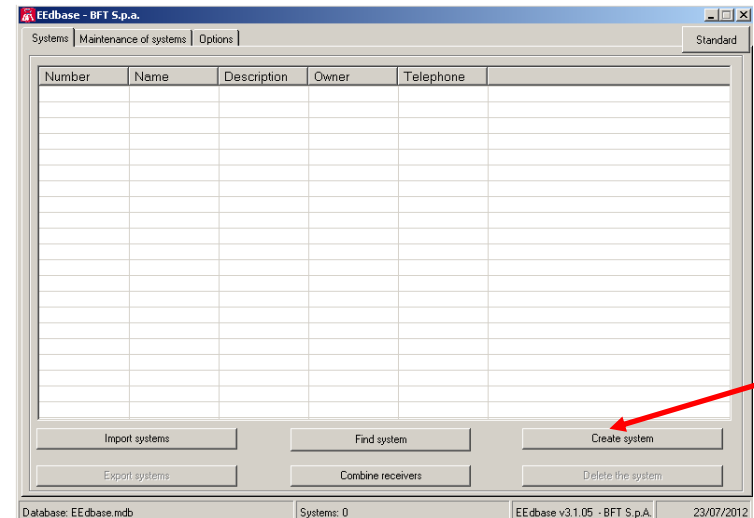 EEdbase - BFT S.p.a.
Systems Maintenance of systems Options Standard
Number Name Description Owner Telephone
Import systems Find system Create system
Export systems Combine receivers Delete the system
Database: EEdbase.mdb Systems: 0 EEdbase v3.1.05 - BFT S.p.A. 23/07/2012